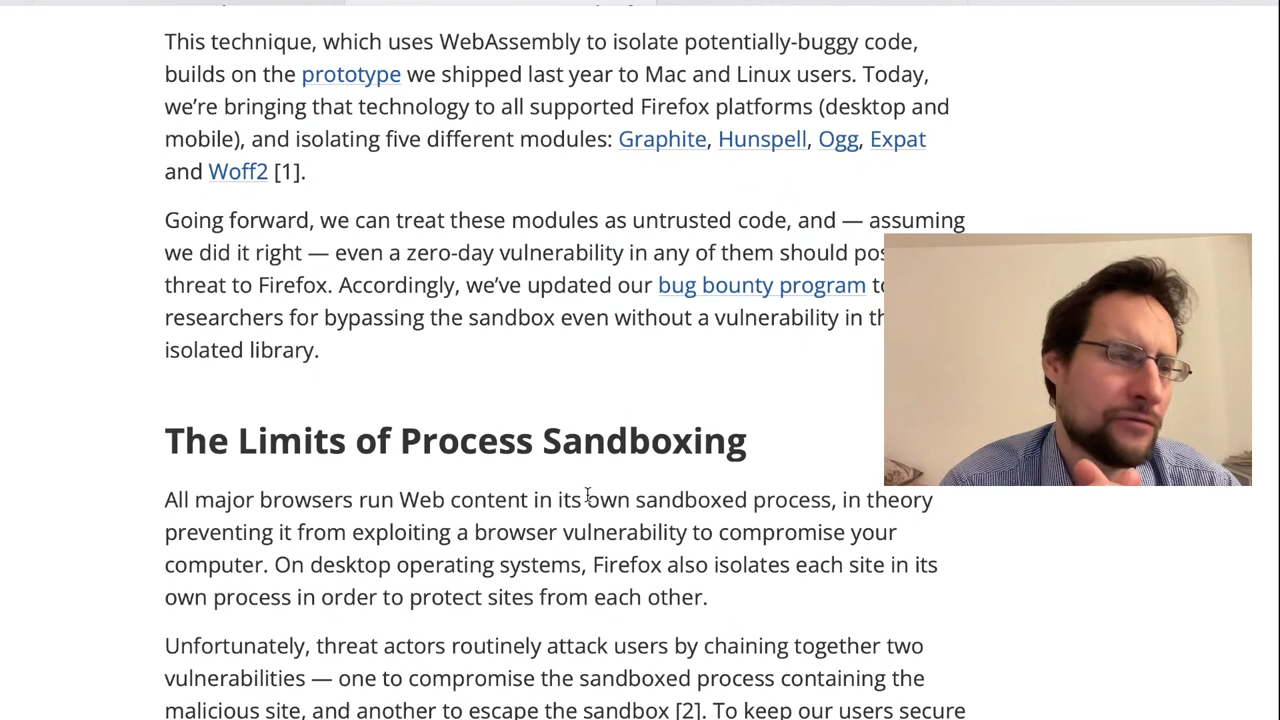 This technique, which uses WebAssembly to isolate potentially-buggy code,
builds on the prototype we shipped last year to Mac and Linux users. Today,
we’re bringing that technology to all supported Firefox platforms (desktop and
mobile), and isolating five different modules: Graphite, Hunspell, Ogg, Expat
and Woff2 [1].
Going forward, we can treat these modules as untrusted code, and — assuming
we did it right — even a zero-day vulnerability in any of them should
threat to Firefox. Accordingly, we’ve updated our bug bounty program
researchers for bypassing the sandbox even without a vulnerability in
isolated library.
The Limits of Process Sandboxing
All major browsers run Web content in its own sandboxed process, in theory
preventing it from exploiting a browser vulnerability to compromise your
computer. On desktop operating systems, Firefox also isolates each site in its
own process in order to protect sites from each other.
Unfortunately, threat actors routinely attack users by chaining together two
vulnerabilities — one to compromise the sandboxed process containing the
malicious site, and another to escape the sandbox [2]. To keep our users secure